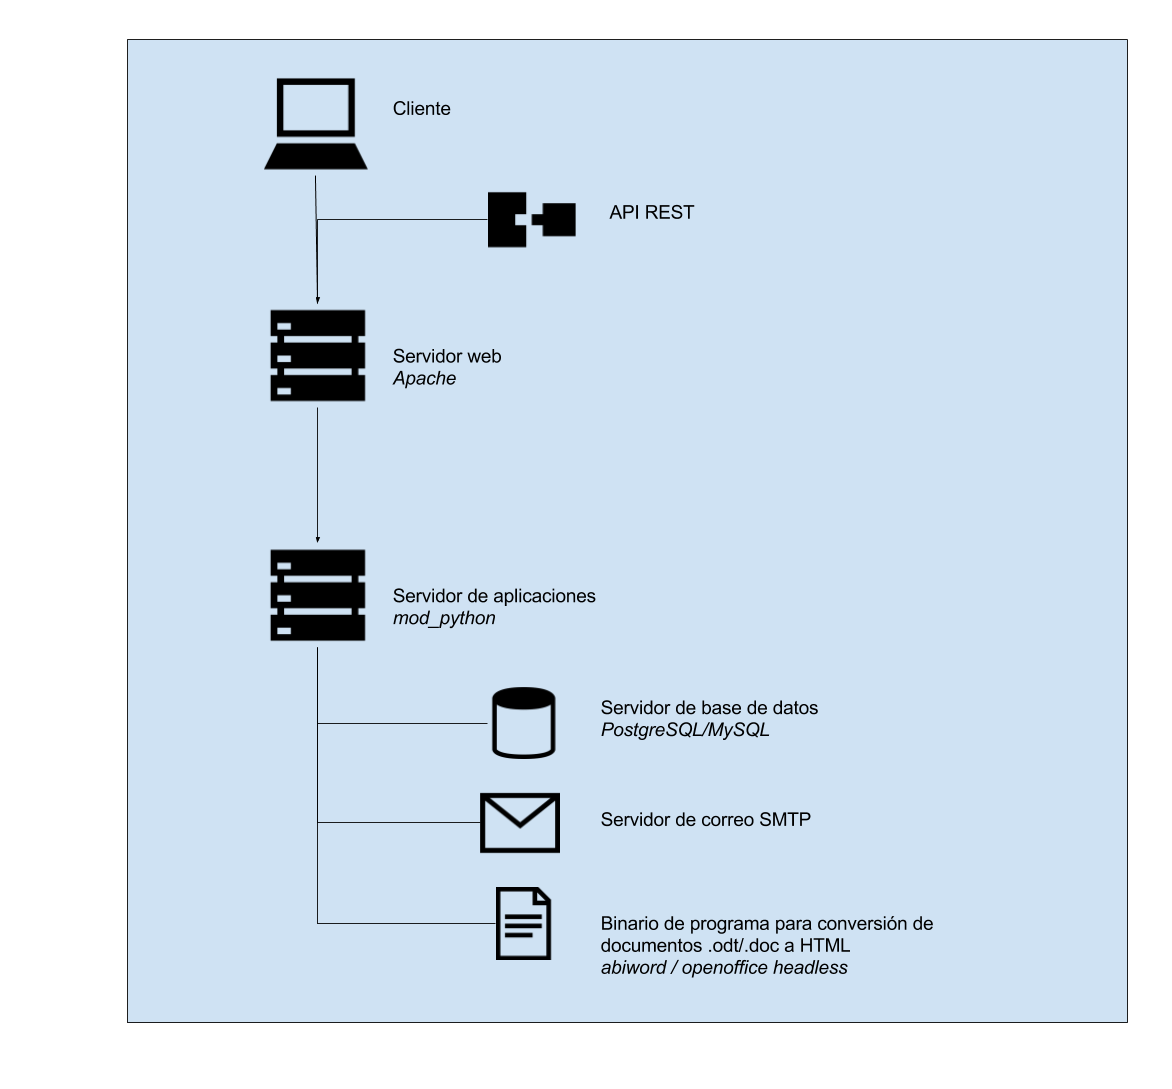 Cliente
API REST
Servidor web
Apache
Servidor de aplicaciones
mod_python
Servidor de base de datos
PostgreSQL/MySQL
Servidor de correo SMTP
Binario de programa para conversión de
documentos .odt/.doc a HTML
abiword / openoffice headless